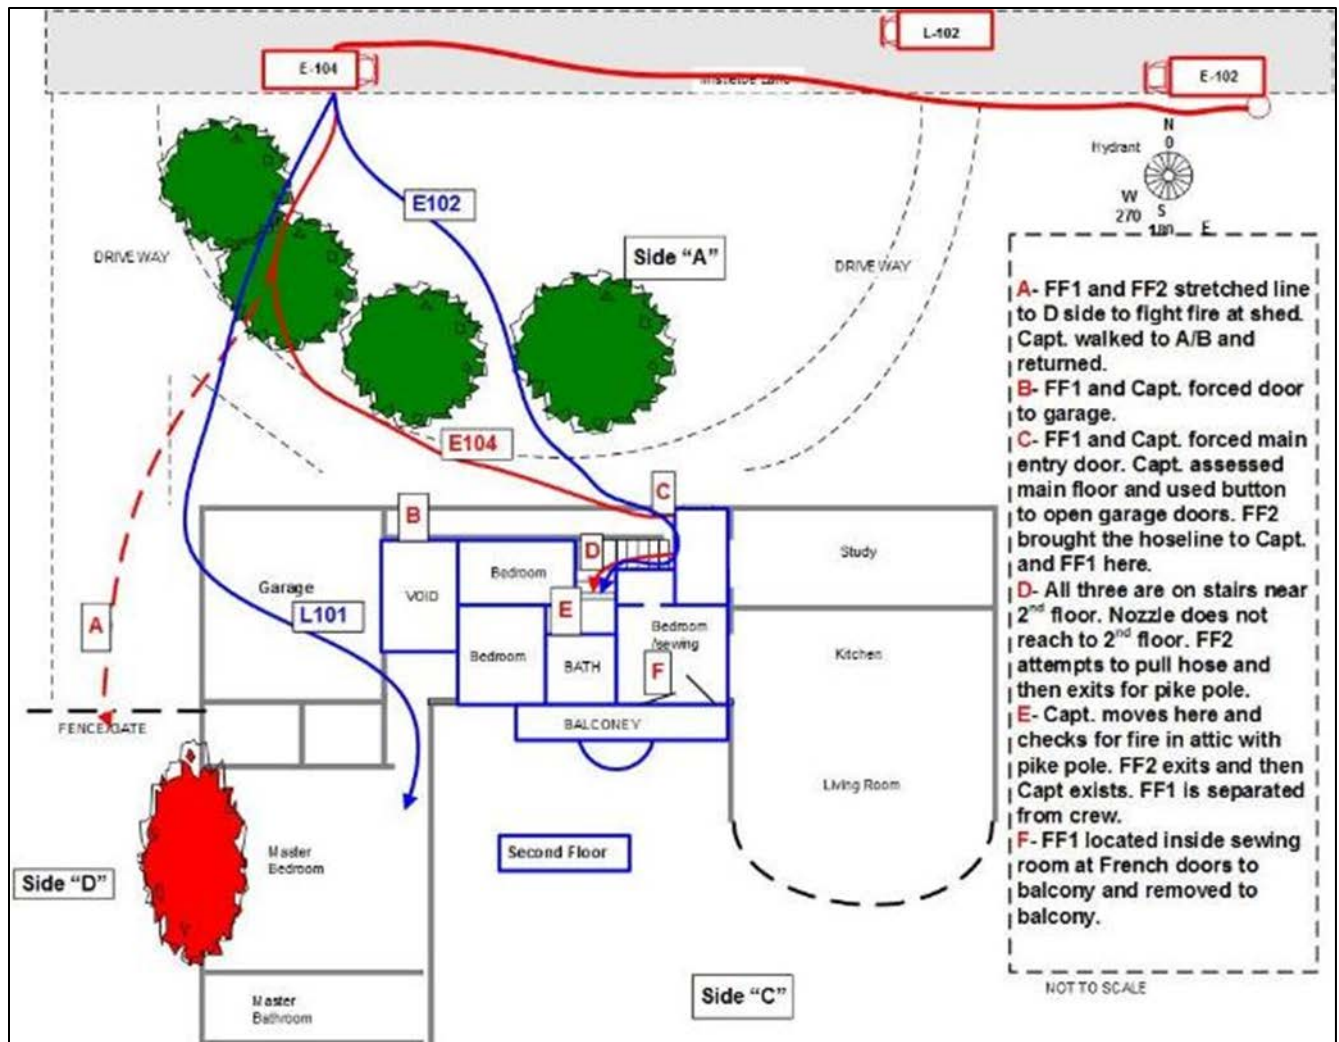 L-102
E-104
E-102
N
0
Hydrant
W
270
S
180
E
E102
Side “A”
DRIVEWAY
DRIVEWAY
E104
C
B
D
Study
Bedroom
Garage
VOID
E
L101
A
Bedroom
/sewing
Bedroom
BATH
F
Kitchen
FENCE/GATE
BALCONEY
Living Room
Second Floor
Master
Bedroom
Side “D”
Side “C”
Master
Bathroom
A- FF1 and FF2 stretched line
to D side to fight fire at shed.
Capt. walked to A/B and
returned.
B- FF1 and Capt. forced door
to garage.
C- FF1 and Capt. forced main
entry door. Capt. assessed
main floor and used button
to open garage doors. FF2
brought the hoseline to Capt.
and FF1 here.
D- All three are on stairs near
2nd floor. Nozzle does not
reach to 2nd floor. FF2
attempts to pull hose and
then exits for pike pole.
E- Capt. moves here and
checks for fire in attic with
pike pole. FF2 exits and then
Capt exists. FF1 is separated
from crew.
F- FF1 located inside sewing
room at French doors to
balcony and removed to
balcony.
NOT TO SCALE